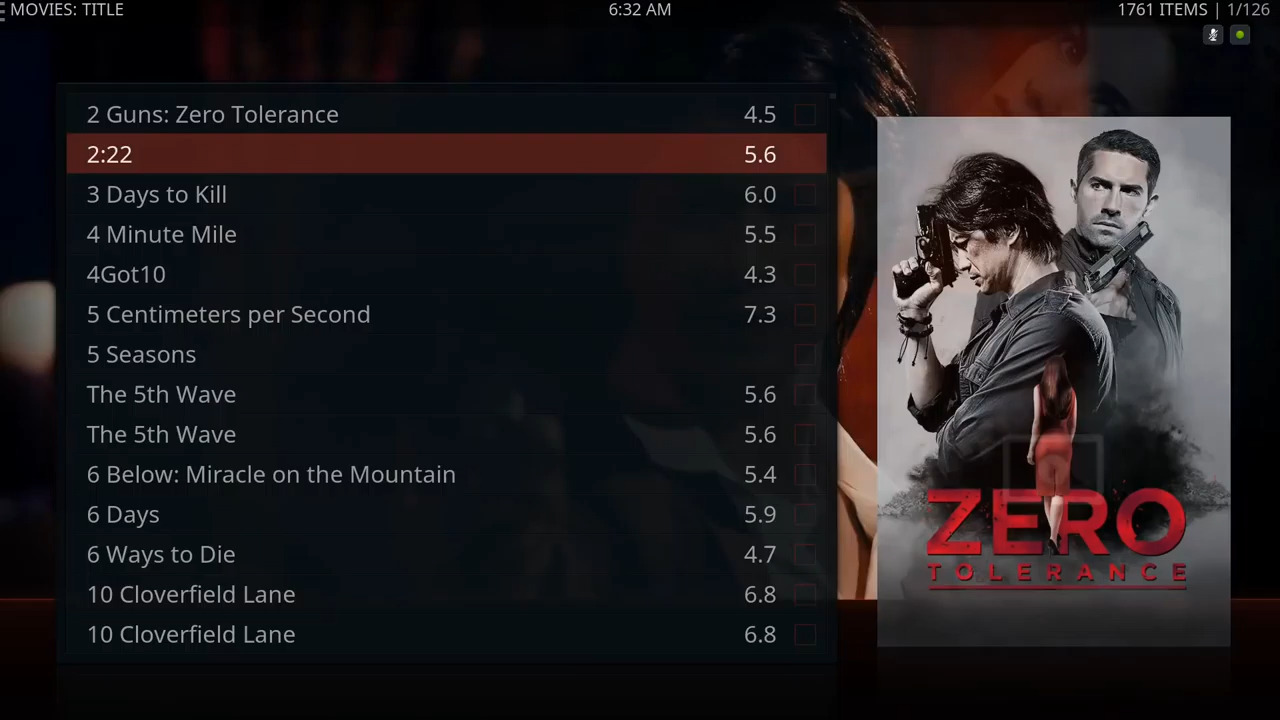 MOVIES: TITLE
6:32 AM
1761 ITEMS | 1/126
2 Guns: Zero Tolerance 4.5
2:22 5.6
3 Days to Kill 6.0
4 Minute Mile 5.5
4Got10 4.3
5 Centimeters per Second 7.3
5 Seasons
The 5th Wave 5.6
The 5th Wave 5.6
6 Below: Miracle on the Mountain 5.4
6 Days 5.9
6 Ways to Die 4.7
10 Cloverfield Lane 6.8
10 Cloverfield Lane 6.8
ZERO
TOLERANCE